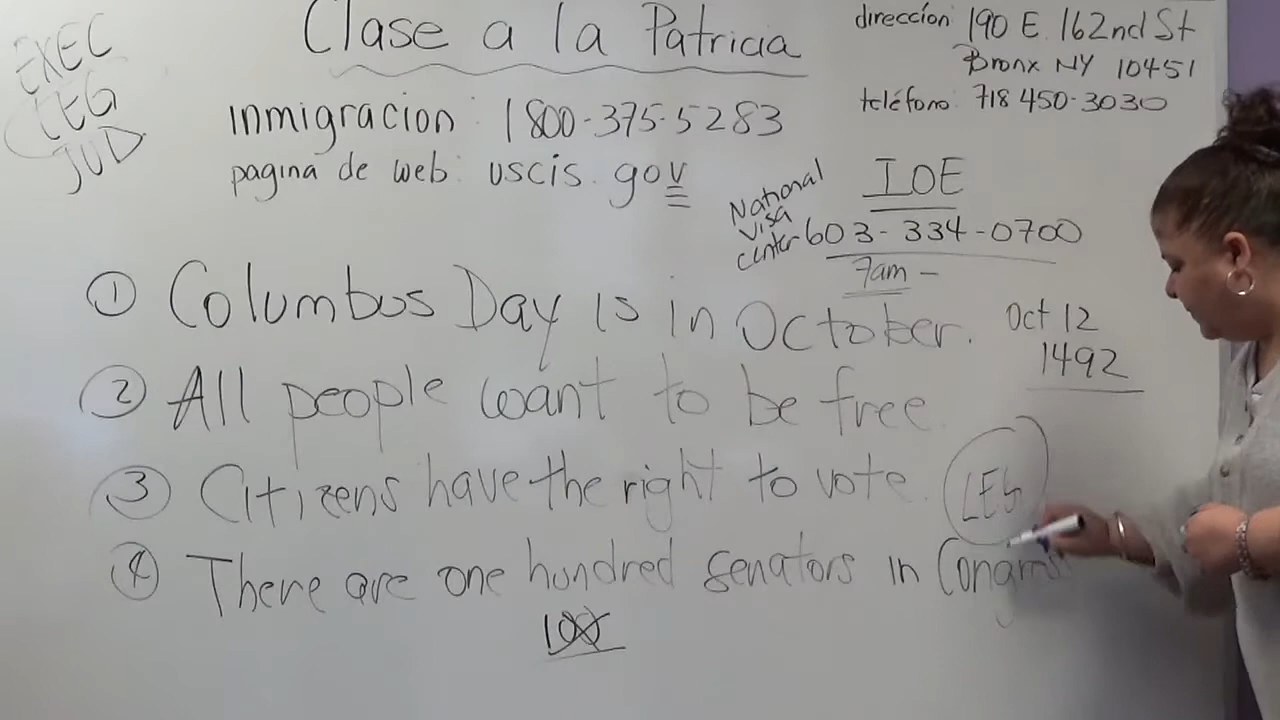 EXEC
LEG
JUD
Clase a la Patricia
inmigracion: 1800-375-5283
pagina de web: uscis.gov
dirección: 190 E. 162nd St
Bronx NY 10451
teléfono: 718 450-3030
IOE
National
Visa
Center 603-334-0700
7am -
① Columbus Day is in October.
Oct 12
1492
② All people want to be free.
③ Citizens have the right to vote.
LEG
④ There are one hundred senators in Congress
100